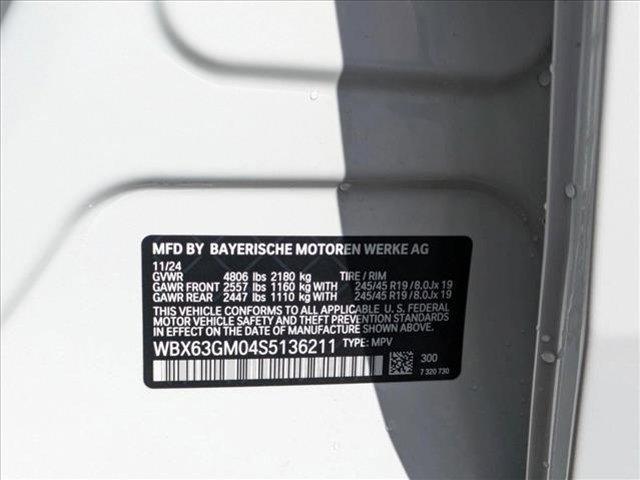 MFD BY BAYERISCHE MOTOREN WERKE AG
11/24
GVWR 4806 lbs 2180 kg TIRE / RIM
GAWR FRONT 2557 lbs 1160 kg WITH 245/45 R19 / 8.0Jx 19
GAWR REAR 2447 lbs 1110 kg WITH 245/45 R19 / 8.0Jx 19
THIS VEHICLE CONFORMS TO ALL APPLICABLE U. S. FEDERAL
MOTOR VEHICLE SAFETY, BUMPER, AND THEFT PREVENTION
STANDARDS IN EFFECT ON THE DATE OF MANUFACTURE SHOWN ABOVE.
WBX63GM04S5136211 TYPE: MPV
300
7 320 730